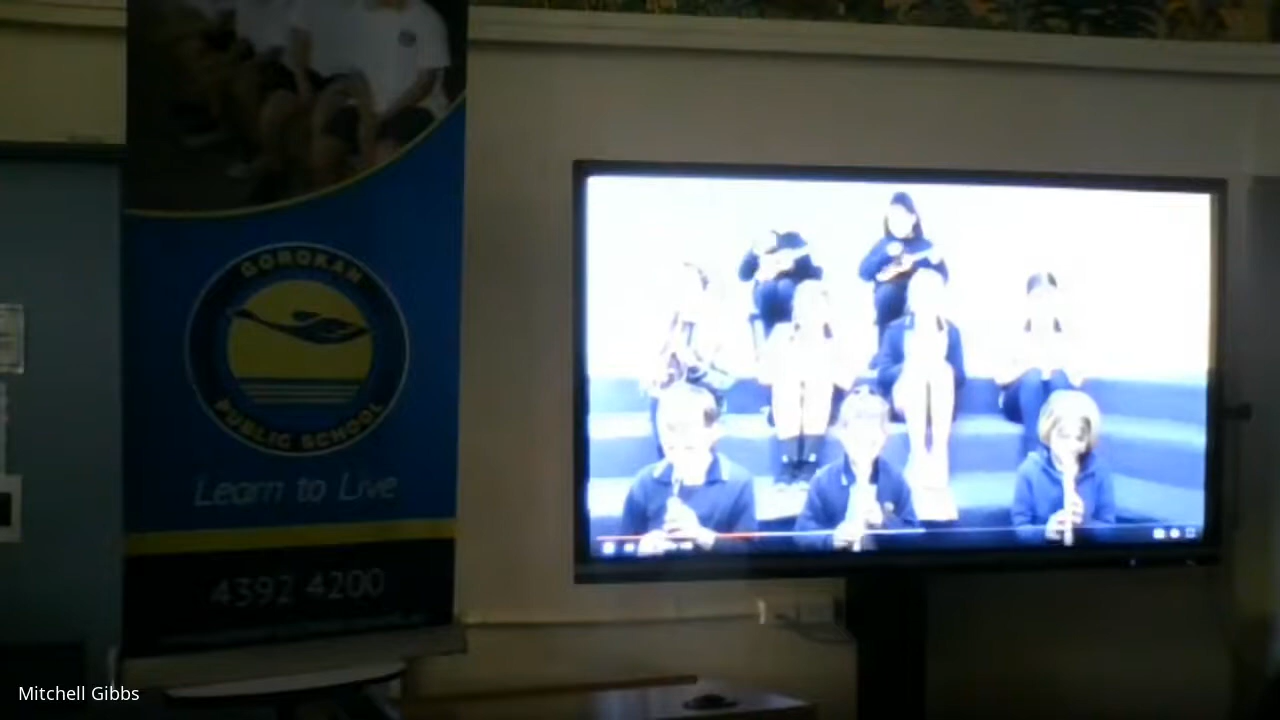 GOROKAN
PUBLIC SCHOOL
Learn to Live
4392 4200
Mitchell Gibbs